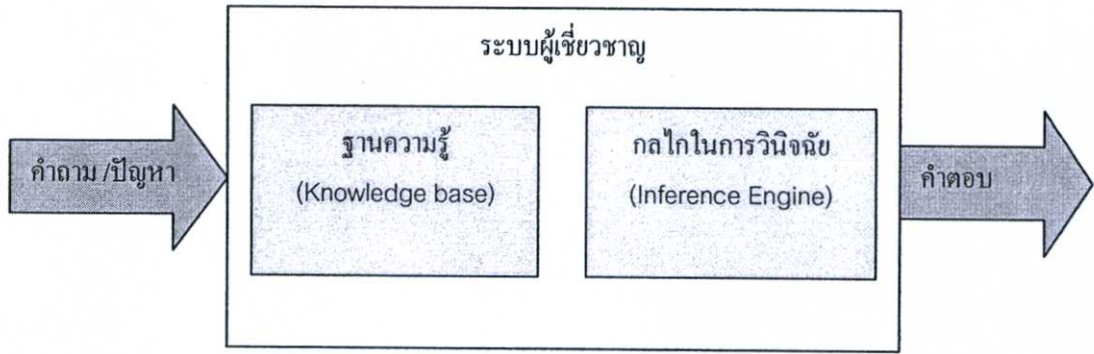 ระบบผู้เชี่ยวชาญ
คำถาม /ปัญหา
ฐานความรู้
(Knowledge base)
กลไกในการวินิจฉัย
(Inference Engine)
คำตอบ